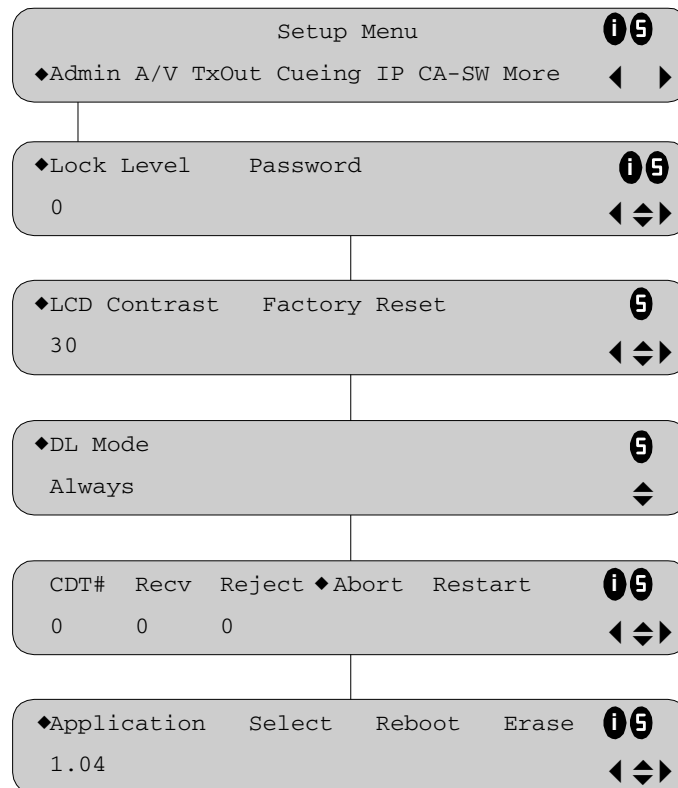 Setup Menu i S
◆Admin A/V TxOut Cueing IP CA-SW More
◆Lock Level Password i S
0
◆LCD Contrast Factory Reset S
30
◆DL Mode S
Always
CDT# Recv Reject ◆Abort Restart i S
0 0 0
◆Application Select Reboot Erase i S
1.04